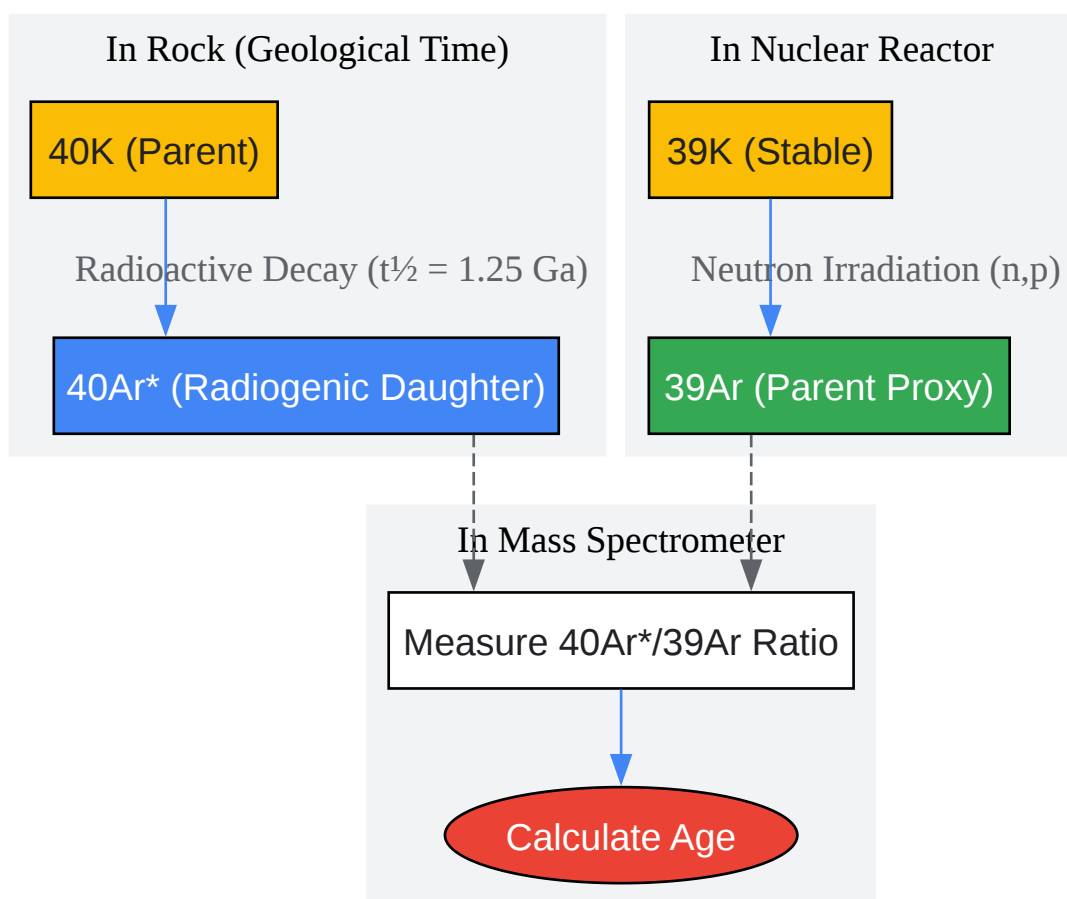 In Rock (Geological Time)
40K (Parent)
Radioactive Decay (t½ = 1.25 Ga)
40Ar* (Radiogenic Daughter)
In Nuclear Reactor
39K (Stable)
Neutron Irradiation (n,p)
39Ar (Parent Proxy)
In Mass Spectrometer
Measure 40Ar*/39Ar Ratio
Calculate Age